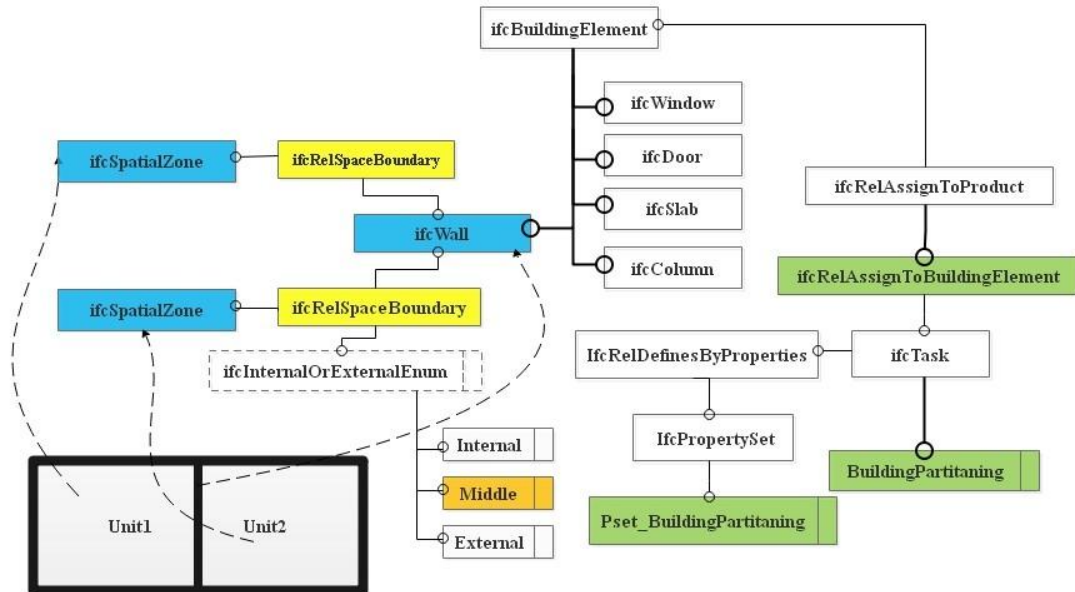 ifcBuildingElement
ifcWindow
ifcDoor
ifcSlab
ifcColumn
ifcSpatialZone
ifcRelSpaceBoundary
ifcWall
ifcSpatialZone
ifcRelSpaceBoundary
ifcInternalOrExternalEnum
Internal
Middle
External
Unit1
Unit2
ifcRelAssignToProduct
ifcRelAssignToBuildingElement
IfcRelDefinesByProperties
ifcTask
IfcPropertySet
BuildingPartitaning
Pset_BuildingPartitaning